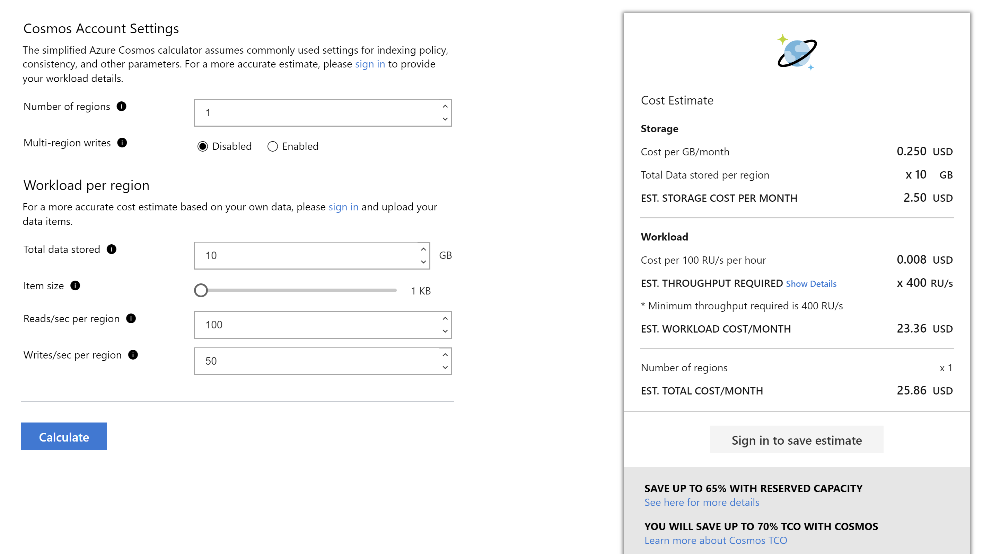 Cosmos Account Settings
The simplified Azure Cosmos calculator assumes commonly used settings for indexing policy,
consistency, and other parameters. For a more accurate estimate, please sign in to provide
your workload details.
Number of regions
1
Multi-region writes
Disabled
Enabled
Workload per region
For a more accurate cost estimate based on your own data, please sign in and upload your
data items.
Total data stored
10
GB
Item size
1 KB
Reads/sec per region
100
Writes/sec per region
50
Calculate
Cost Estimate
Storage
Cost per GB/month 0.250 USD
Total Data stored per region x 10 GB
EST. STORAGE COST PER MONTH 2.50 USD
Workload
Cost per 100 RU/s per hour 0.008 USD
EST. THROUGHPUT REQUIRED Show Details x 400 RU/s
* Minimum throughput required is 400 RU/s
EST. WORKLOAD COST/MONTH 23.36 USD
Number of regions x 1
EST. TOTAL COST/MONTH 25.86 USD
Sign in to save estimate
SAVE UP TO 65% WITH RESERVED CAPACITY
See here for more details
YOU WILL SAVE UP TO 70% TCO WITH COSMOS
Learn more about Cosmos TCO